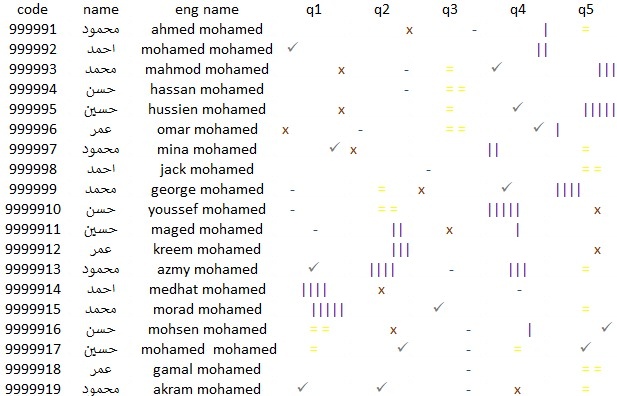 code name eng name q1 q2 q3 q4 q5
999991 محمود ahmed mohamed x - | =
999992 احمد mohamed mohamed ✓ ||
999993 محمد mahmod mohamed x - = ✓ |||
999994 حسن hassan mohamed - = =
999995 حسين hussien mohamed x = ✓ |||||
999996 عمر omar mohamed x - = = ✓ |
999997 محمود mina mohamed ✓ x || =
999998 احمد jack mohamed - = =
999999 محمد george mohamed - = x ✓ ||||
9999910 حسن youssef mohamed - = = ||||| x
9999911 حسين maged mohamed - || x |
9999912 عمر kreem mohamed ||| x
9999913 محمود azmy mohamed ✓ |||| - ||| =
9999914 احمد medhat mohamed |||| x -
9999915 محمد morad mohamed ||||| ✓ =
9999916 حسن mohsen mohamed = = x - | ✓
9999917 حسين mohamed mohamed = ✓ - = ✓
9999918 عمر gamal mohamed - = =
9999919 محمود akram mohamed ✓ ✓ - x =